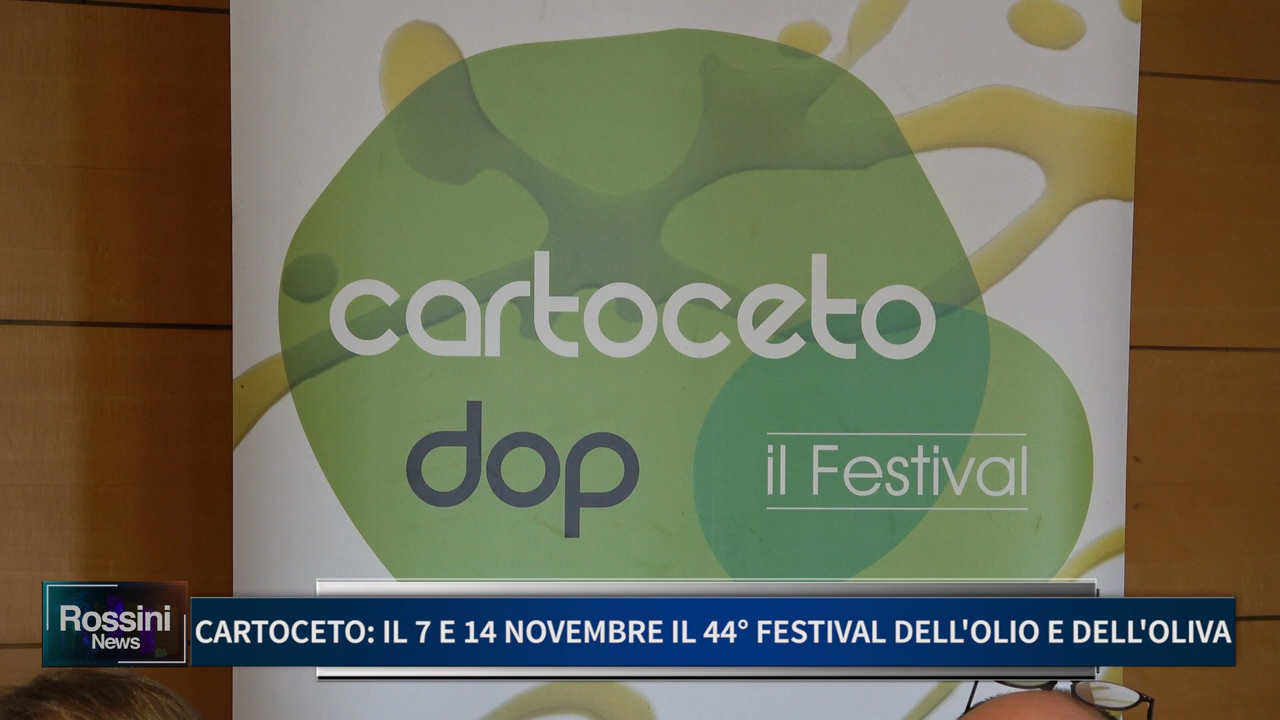 cartoceto
dop
il Festival
Rossini
News
CARTOCETO: IL 7 E 14 NOVEMBRE IL 44° FESTIVAL DELL'OLIO E DELL'OLIVA